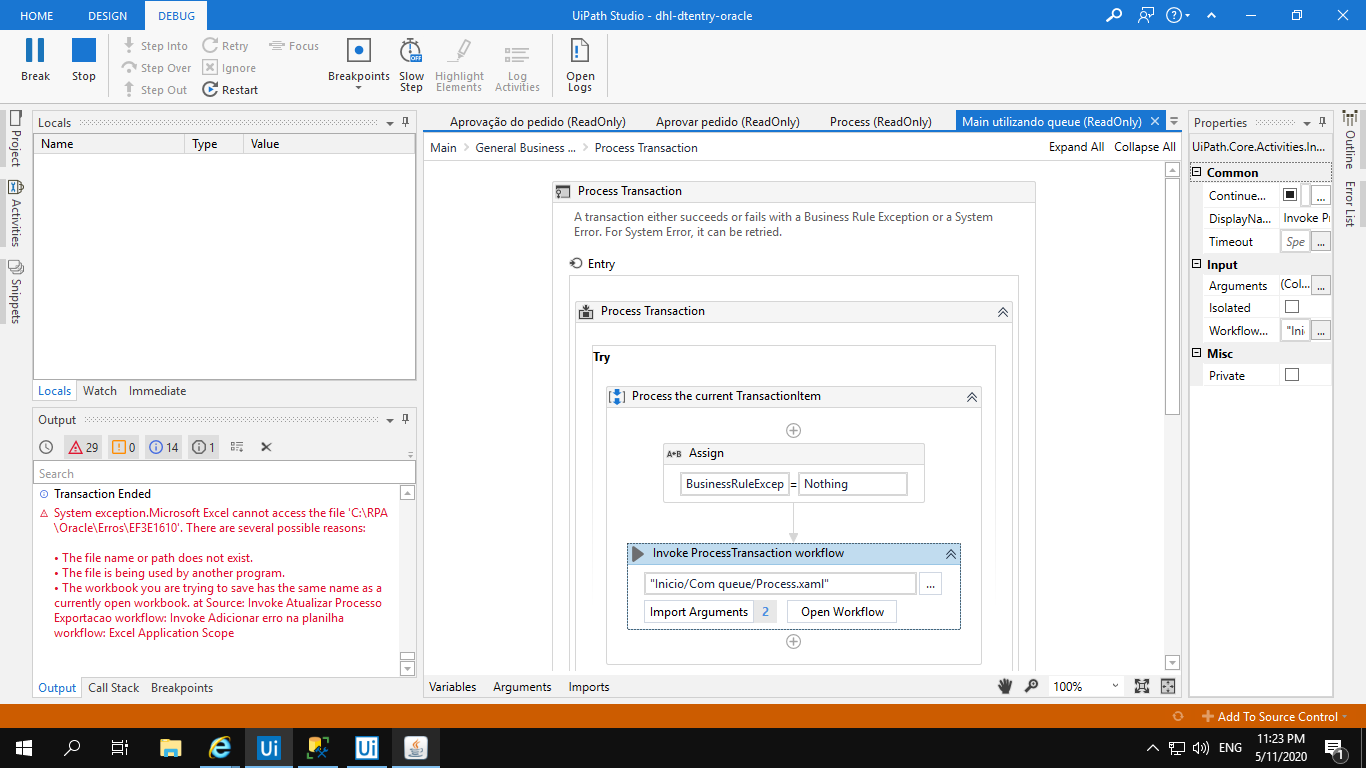 HOME DESIGN DEBUG UiPath Studio - dhl-dtentry-oracle
Break Stop
Step Into Retry Focus
Step Over Ignore
Step Out Restart
Breakpoints Slow Step Highlight Elements Log Activities Open Logs
OFF
Project
Activities
Snippets
Locals
Name Type Value
Locals Watch Immediate
Output
29 0 14 1
Search
Transaction Ended
System exception.Microsoft Excel cannot access the file 'C:\RPA
\Oracle\Erros\EF3E1610'. There are several possible reasons:
• The file name or path does not exist.
• The file is being used by another program.
• The workbook you are trying to save has the same name as a
currently open workbook. at Source: Invoke Atualizar Processo
Exportacao workflow: Invoke Adicionar erro na planilha
workflow: Excel Application Scope
Output Call Stack Breakpoints
Aprovação do pedido (ReadOnly) Aprovar pedido (ReadOnly) Process (ReadOnly) Main utilizando queue (ReadOnly)
Main General Business ... Process Transaction Expand All Collapse All
Process Transaction
A transaction either succeeds or fails with a Business Rule Exception or a System
Error. For System Error, it can be retried.
Entry
Process Transaction
Try
Process the current TransactionItem
A*B Assign
BusinessRuleExcep = Nothing
Invoke ProcessTransaction workflow
"Inicio/Com queue/Process.xaml" ...
Import Arguments 2 Open Workflow
Variables Arguments Imports 100%
Properties
UiPath.Core.Activities.In...
Common
Continue... ...
DisplayNa... Invoke Pr
Timeout Spe ...
Input
Arguments (Col... ...
Isolated
Workflow... "Ini ...
Misc
Private
Outline
Error List
Add To Source Control
Ui Ui
ENG
11:23 PM
5/11/2020
1